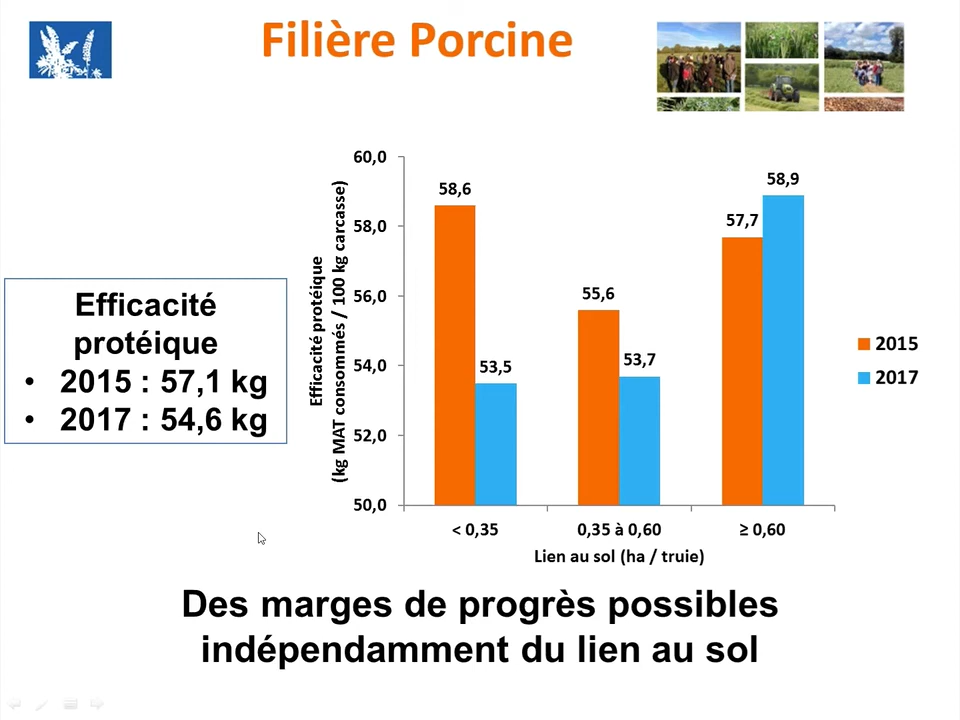 Filière Porcine
Efficacité
protéique
• 2015 : 57,1 kg
• 2017 : 54,6 kg
Efficacité protéique
(kg MAT consommés / 100 kg carcasse)
60,0
58,0
56,0
54,0
52,0
50,0
58,6
53,5
55,6
53,7
57,7
58,9
< 0,35
0,35 à 0,60
≥ 0,60
Lien au sol (ha / truie)
2015
2017
Des marges de progrès possibles
indépendamment du lien au sol